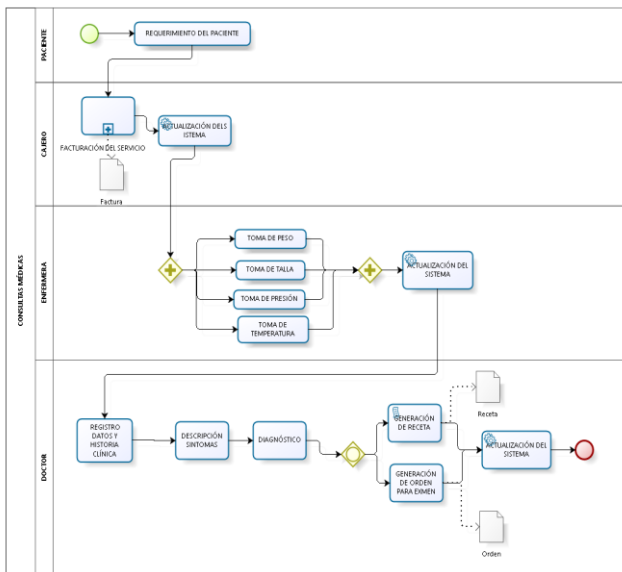 CONSULTAS MÉDICAS
PACIENTE
REQUERIMIENTO DEL PACIENTE
CAJERO
FACTURACIÓN DEL SERVICIO
Factura
ACTUALIZACIÓN DELS
ISTEMA
ENFERMERA
TOMA DE PESO
TOMA DE TALLA
TOMA DE PRESIÓN
TOMA DE
TEMPERATURA
ACTUALIZACIÓN DEL
SISTEMA
DOCTOR
REGISTRO
DATOS Y
HISTORIA
CLÍNICA
DESCRIPCIÓN
SINTOMAS
DIAGNÓSTICO
GENERACIÓN
DE RECETA
Receta
GENERACIÓN
DE ORDEN
PARA EXMEN
Orden
ACTUALIZACIÓN DEL
SISTEMA